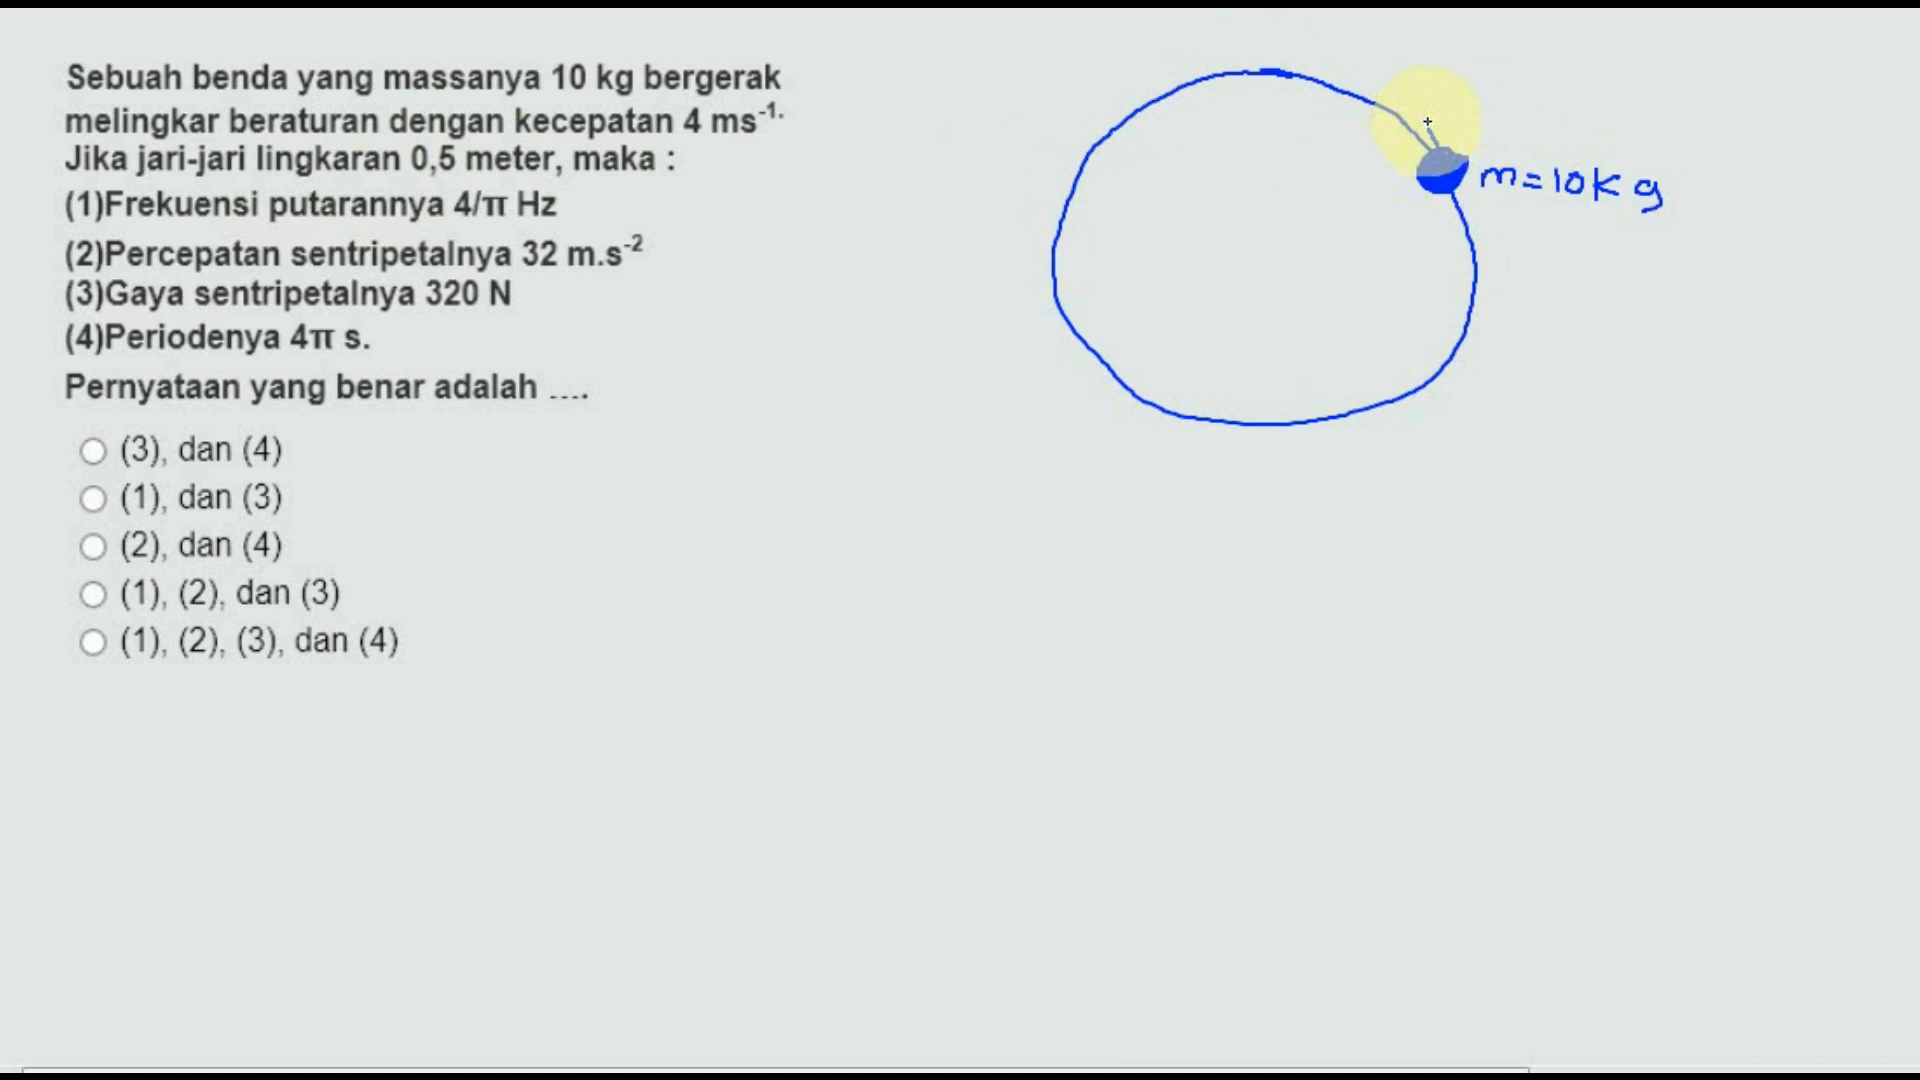 Sebuah benda yang massanya 10 kg bergerak
melingkar beraturan dengan kecepatan 4 ms⁻¹·
Jika jari-jari lingkaran 0,5 meter, maka :
(1)Frekuensi putarannya 4/π Hz
(2)Percepatan sentripetalnya 32 m.s⁻²
(3)Gaya sentripetalnya 320 N
(4)Periodenya 4π s.
Pernyataan yang benar adalah ....
(3), dan (4)
(1), dan (3)
(2), dan (4)
(1), (2), dan (3)
(1), (2), (3), dan (4)
m=10kg